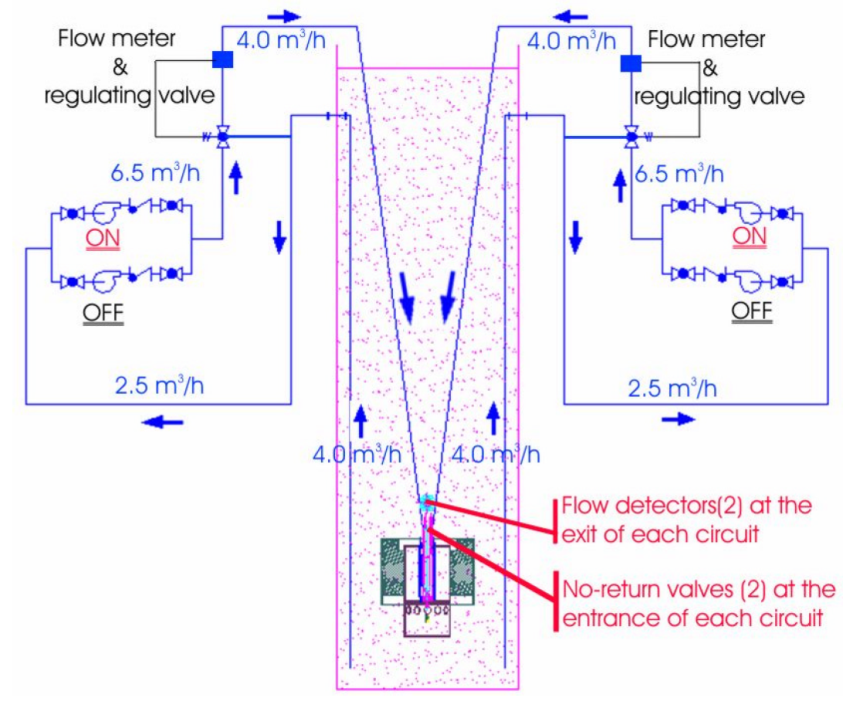 4.0 m³/h
4.0 m³/h
Flow meter
&
regulating valve
Flow meter
&
regulating valve
6.5 m³/h
6.5 m³/h
ON
OFF
ON
OFF
2.5 m³/h
2.5 m³/h
4.0 m³/h
4.0 m³/h
Flow detectors(2) at the
exit of each circuit
No-return valves (2) at the
entrance of each circuit